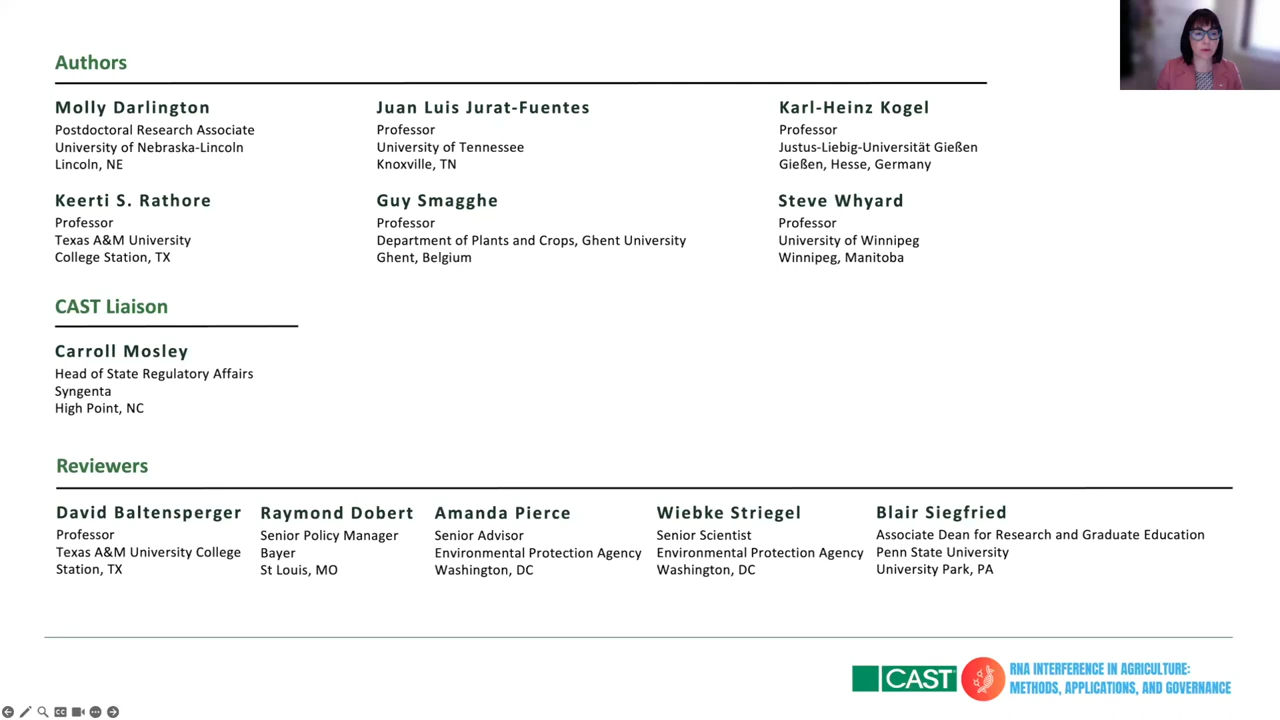 Authors
Molly Darlington
Postdoctoral Research Associate
University of Nebraska-Lincoln
Lincoln, NE
Juan Luis Jurat-Fuentes
Professor
University of Tennessee
Knoxville, TN
Karl-Heinz Kogel
Professor
Justus-Liebig-Universität Gießen
Gießen, Hesse, Germany
Keerti S. Rathore
Professor
Texas A&M University
College Station, TX
Guy Smagghe
Professor
Department of Plants and Crops, Ghent University
Ghent, Belgium
Steve Whyard
Professor
University of Winnipeg
Winnipeg, Manitoba
CAST Liaison
Carroll Mosley
Head of State Regulatory Affairs
Syngenta
High Point, NC
Reviewers
David Baltensperger
Professor
Texas A&M University College
Station, TX
Raymond Dobert
Senior Policy Manager
Bayer
St Louis, MO
Amanda Pierce
Senior Advisor
Environmental Protection Agency
Washington, DC
Wiebke Striegel
Senior Scientist
Environmental Protection Agency
Washington, DC
Blair Siegfried
Associate Dean for Research and Graduate Education
Penn State University
University Park, PA
CAST
RNA INTERFERENCE IN AGRICULTURE:
METHODS, APPLICATIONS, AND GOVERNANCE